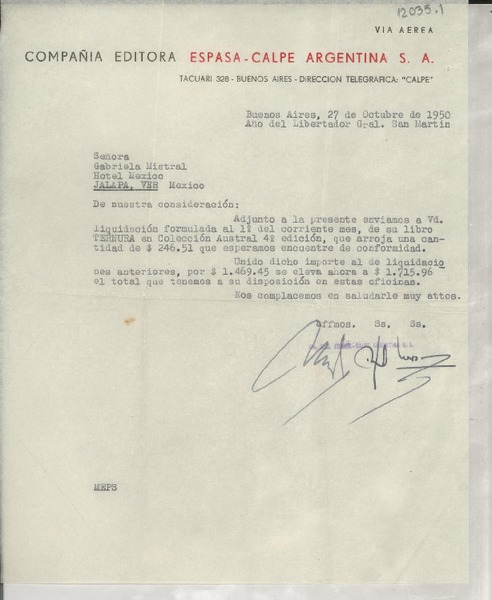 12035.1
VIA AEREA
COMPAÑIA EDITORA ESPASA-CALPE ARGENTINA S. A.
TACUARI 328 - BUENOS AIRES - DIRECCION TELEGRAFICA: "CALPE"
Buenos Aires, 27 de Octubre de 1950
Año del Libertador Gral. San Martín
Señora
Gabriela Mistral
Hotel Mexico
JALAPA, VER Mexico
De nuestra consideración:
Adjunto a la presente enviamos a Vd.
liquidación formulada al 1º del corriente mes, de su libro
TERNURA en Colección Austral 4ª edición, que arroja una can-
tidad de $ 246.51 que esperamos encuentre de conformidad.
Unido dicho importe al de liquidacio
nes anteriores, por $ 1.469.45 se eleva ahora a $ 1.715.96
el total que tenemos a su disposición en estas oficinas.
Nos complacemos en saludarle muy attos.
affmos. Ss. Ss.
MEPS